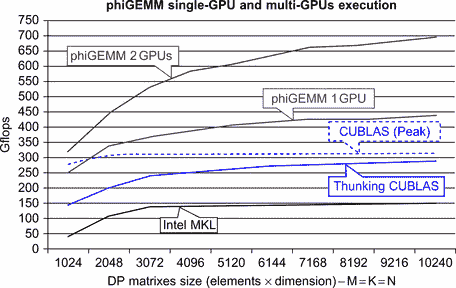 phiGEMM single-GPU and multi-GPUs execution
750
700
650
600
550
500
450
400
350
300
250
200
150
100
50
0
Gflops
phiGEMM 2 GPUs
phiGEMM 1 GPU
CUBLAS (Peak)
Thunking CUBLAS
Intel MKL
1024 2048 3072 4096 5120 6144 7168 8192 9216 10240
DP matrixes size (elements × dimension) – M = K = N